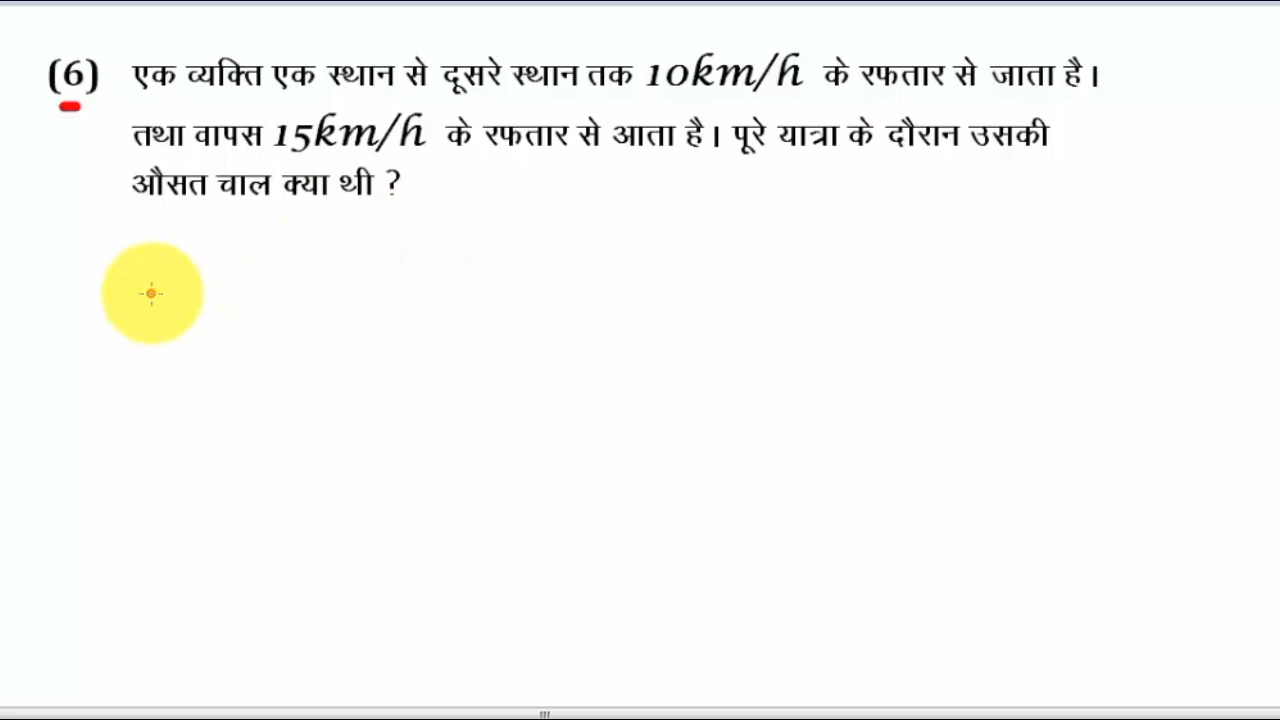 (6) एक व्यक्ति एक स्थान से दूसरे स्थान तक 10km/h के रफतार से जाता है।
तथा वापस 15km/h के रफतार से आता है। पूरे यात्रा के दौरान उसकी
औसत चाल क्या थी ?